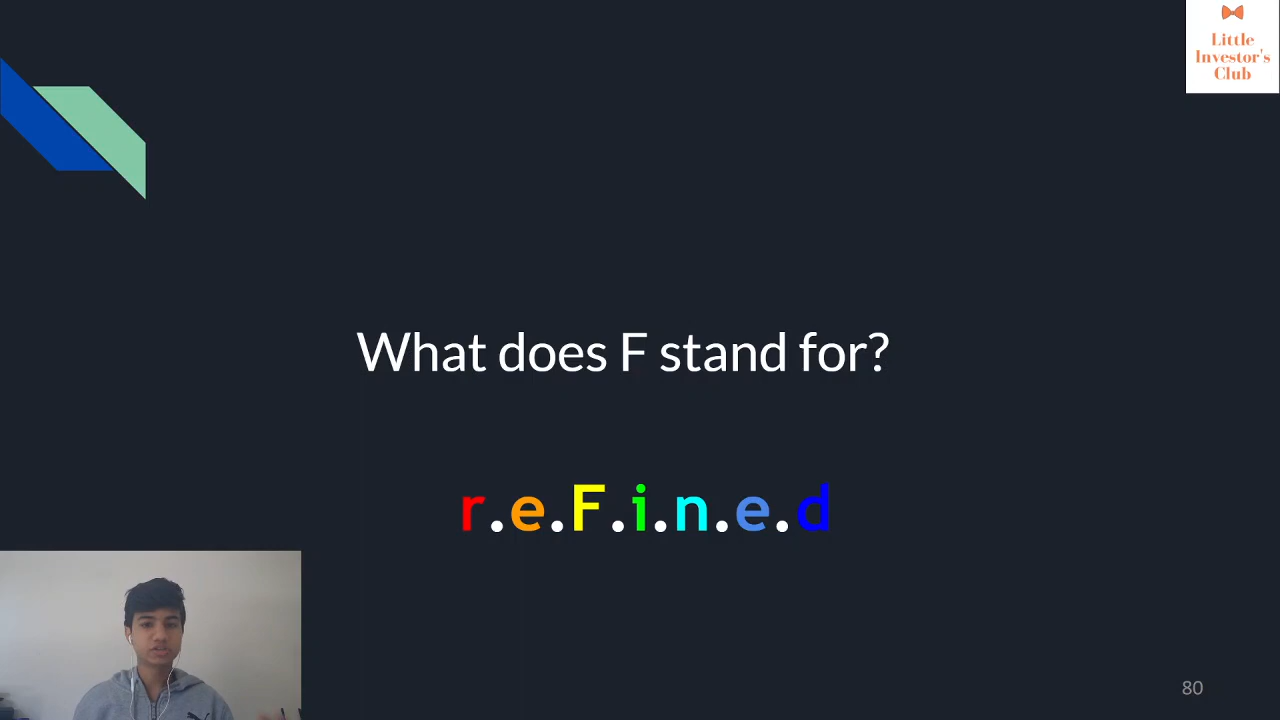 Little
Investor's
Club
What does F stand for?
r.e.F.i.n.e.d
80